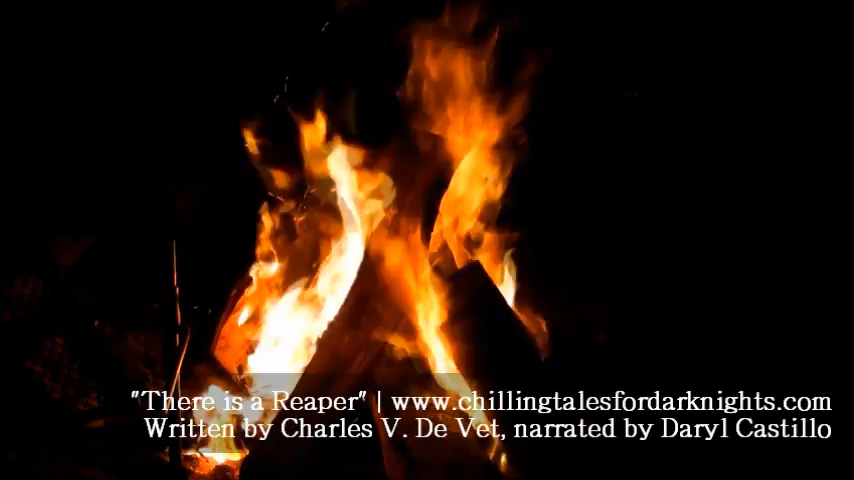 "There is a Reaper" | www.chillingtalesfordarknights.com
Written by Charles V. De Vet, narrated by Daryl Castillo